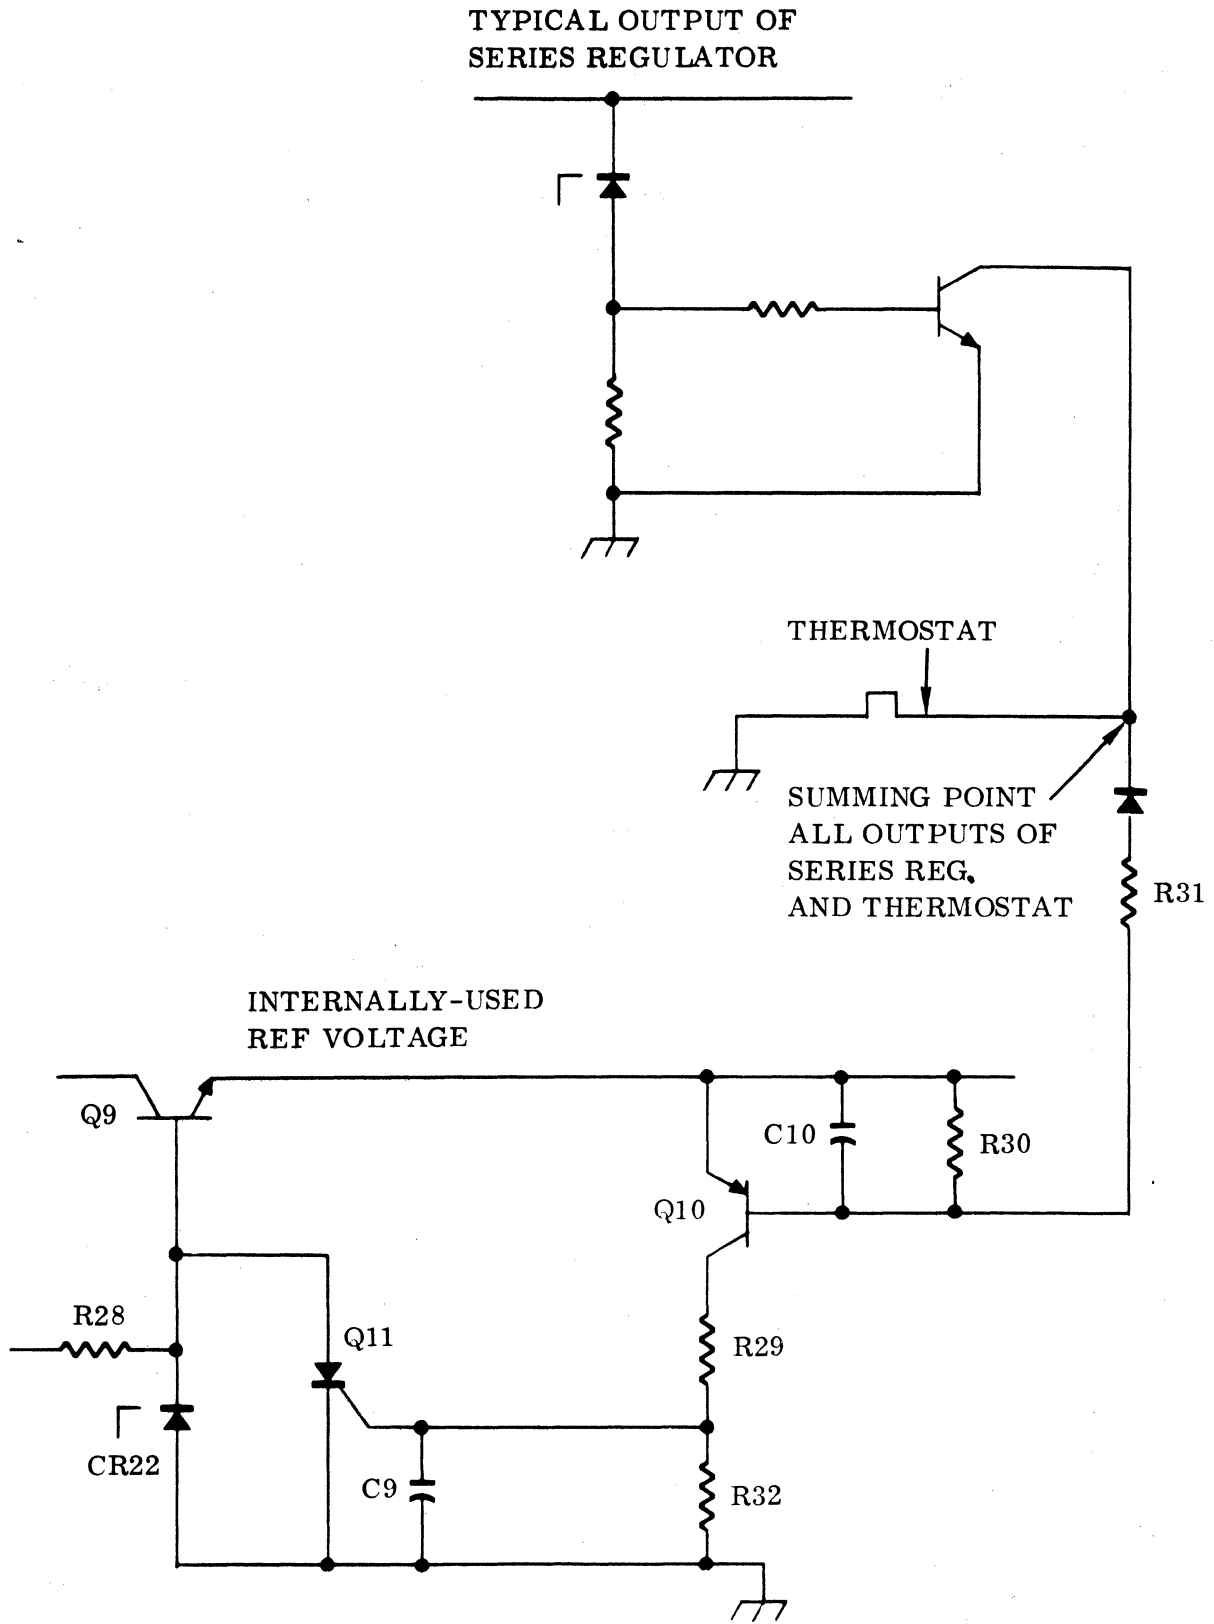 TYPICAL OUTPUT OF
SERIES REGULATOR
THERMOSTAT
SUMMING POINT
ALL OUTPUTS OF
SERIES REG.
AND THERMOSTAT
R31
INTERNALLY-USED
REF VOLTAGE
Q9
C10
R30
Q10
R28
Q11
R29
CR22
C9
R32